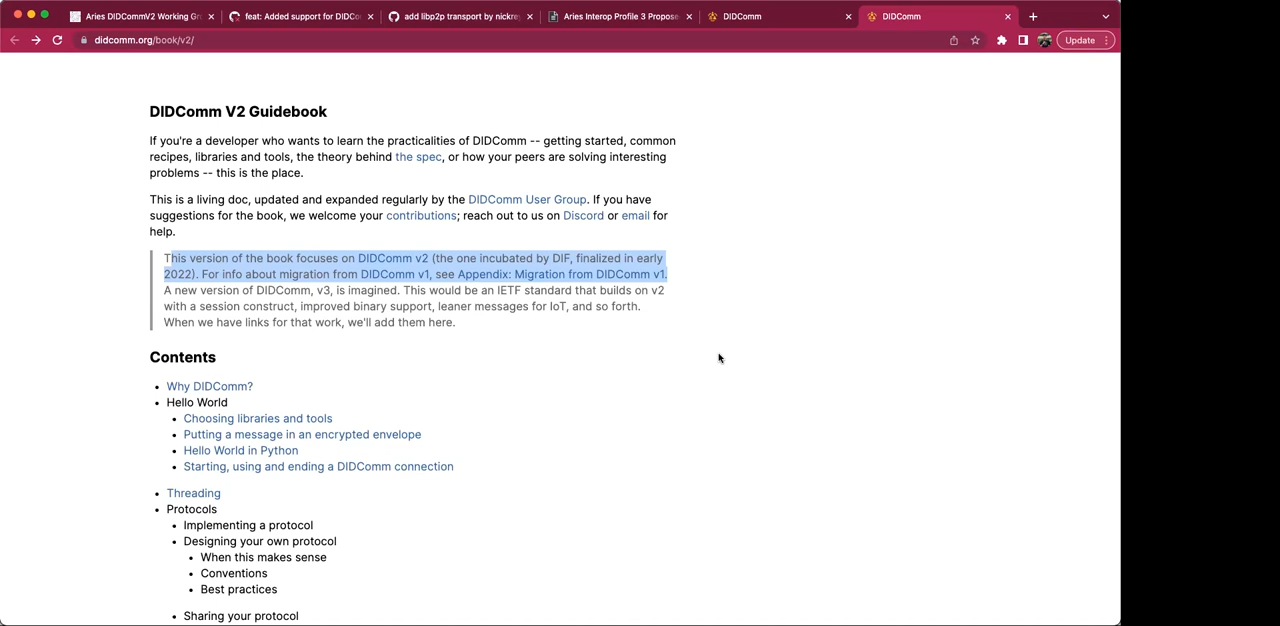 Aries DIDCommV2 Working Gr
feat: Added support for DIDCo
add libp2p transport by nickrey
Aries Interop Profile 3 Propose
DIDComm
DIDComm
didcomm.org/book/v2/
Update
DIDComm V2 Guidebook
If you're a developer who wants to learn the practicalities of DIDComm -- getting started, common
recipes, libraries and tools, the theory behind the spec, or how your peers are solving interesting
problems -- this is the place.
This is a living doc, updated and expanded regularly by the DIDComm User Group. If you have
suggestions for the book, we welcome your contributions; reach out to us on Discord or email for
help.
This version of the book focuses on DIDComm v2 (the one incubated by DIF, finalized in early
2022). For info about migration from DIDComm v1, see Appendix: Migration from DIDComm v1.
A new version of DIDComm, v3, is imagined. This would be an IETF standard that builds on v2
with a session construct, improved binary support, leaner messages for IoT, and so forth.
When we have links for that work, we'll add them here.
Contents
Why DIDComm?
Hello World
Choosing libraries and tools
Putting a message in an encrypted envelope
Hello World in Python
Starting, using and ending a DIDComm connection
Threading
Protocols
Implementing a protocol
Designing your own protocol
When this makes sense
Conventions
Best practices
Sharing your protocol